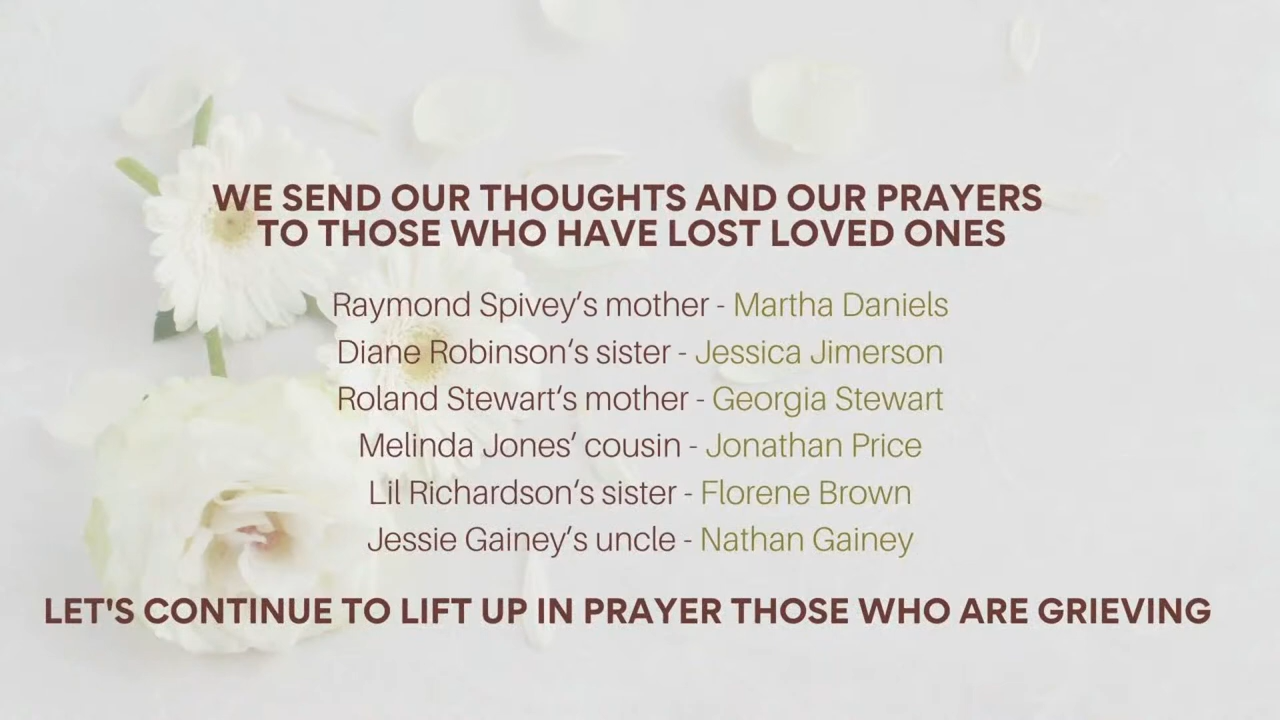 WE SEND OUR THOUGHTS AND OUR PRAYERS
TO THOSE WHO HAVE LOST LOVED ONES
Raymond Spivey’s mother - Martha Daniels
Diane Robinson‘s sister - Jessica Jimerson
Roland Stewart‘s mother - Georgia Stewart
Melinda Jones’ cousin - Jonathan Price
Lil Richardson‘s sister - Florene Brown
Jessie Gainey’s uncle - Nathan Gainey
LET'S CONTINUE TO LIFT UP IN PRAYER THOSE WHO ARE GRIEVING